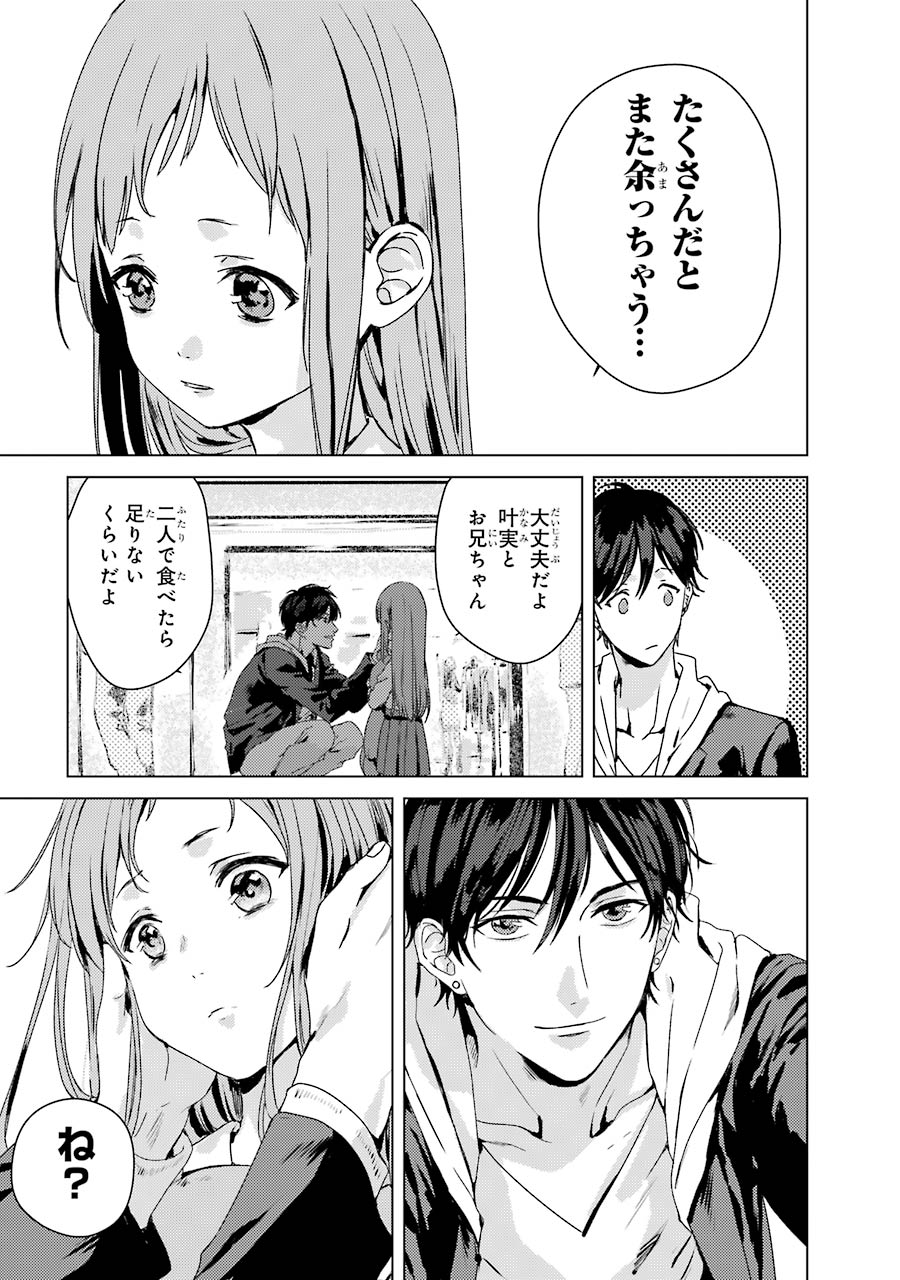 たくさんだと
また余っちゃう…
大丈夫だよ
叶実と
お兄ちゃん
二人で食べたら
足りない
くらいだよ
ね？